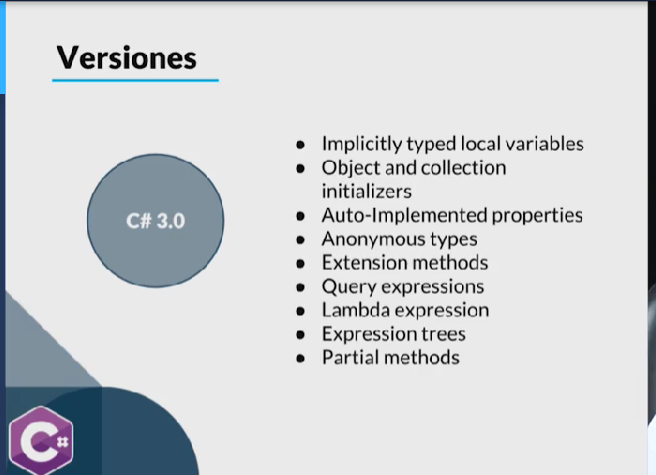 Versiones
C# 3.0
● Implicitly typed local variables
● Object and collection
initializers
● Auto-Implemented properties
● Anonymous types
● Extension methods
● Query expressions
● Lambda expression
● Expression trees
● Partial methods
C#